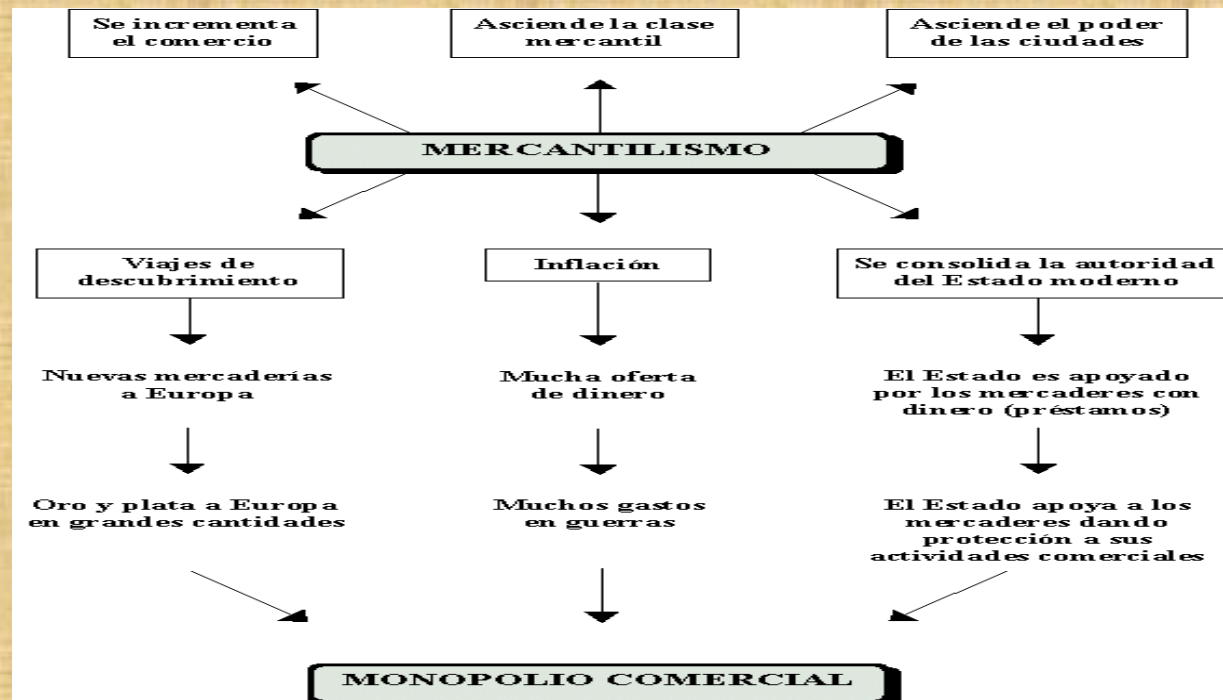 Se incrementa
el comercio
Asciende la clase
mercantil
Asciende el poder
de las ciudades
MERCANTILISMO
Viajes de
descubrimiento
Inflación
Se consolida la autoridad
del Estado moderno
Nuevas mercaderías
a Europa
Mucha oferta
de dinero
El Estado es apoyado
por los mercaderes con
dinero (préstamos)
Oro y plata a Europa
en grandes cantidades
Muchos gastos
en guerras
El Estado apoya a los
mercaderes dando
protección a sus
actividades comerciales
MONOPOLIO COMERCIAL